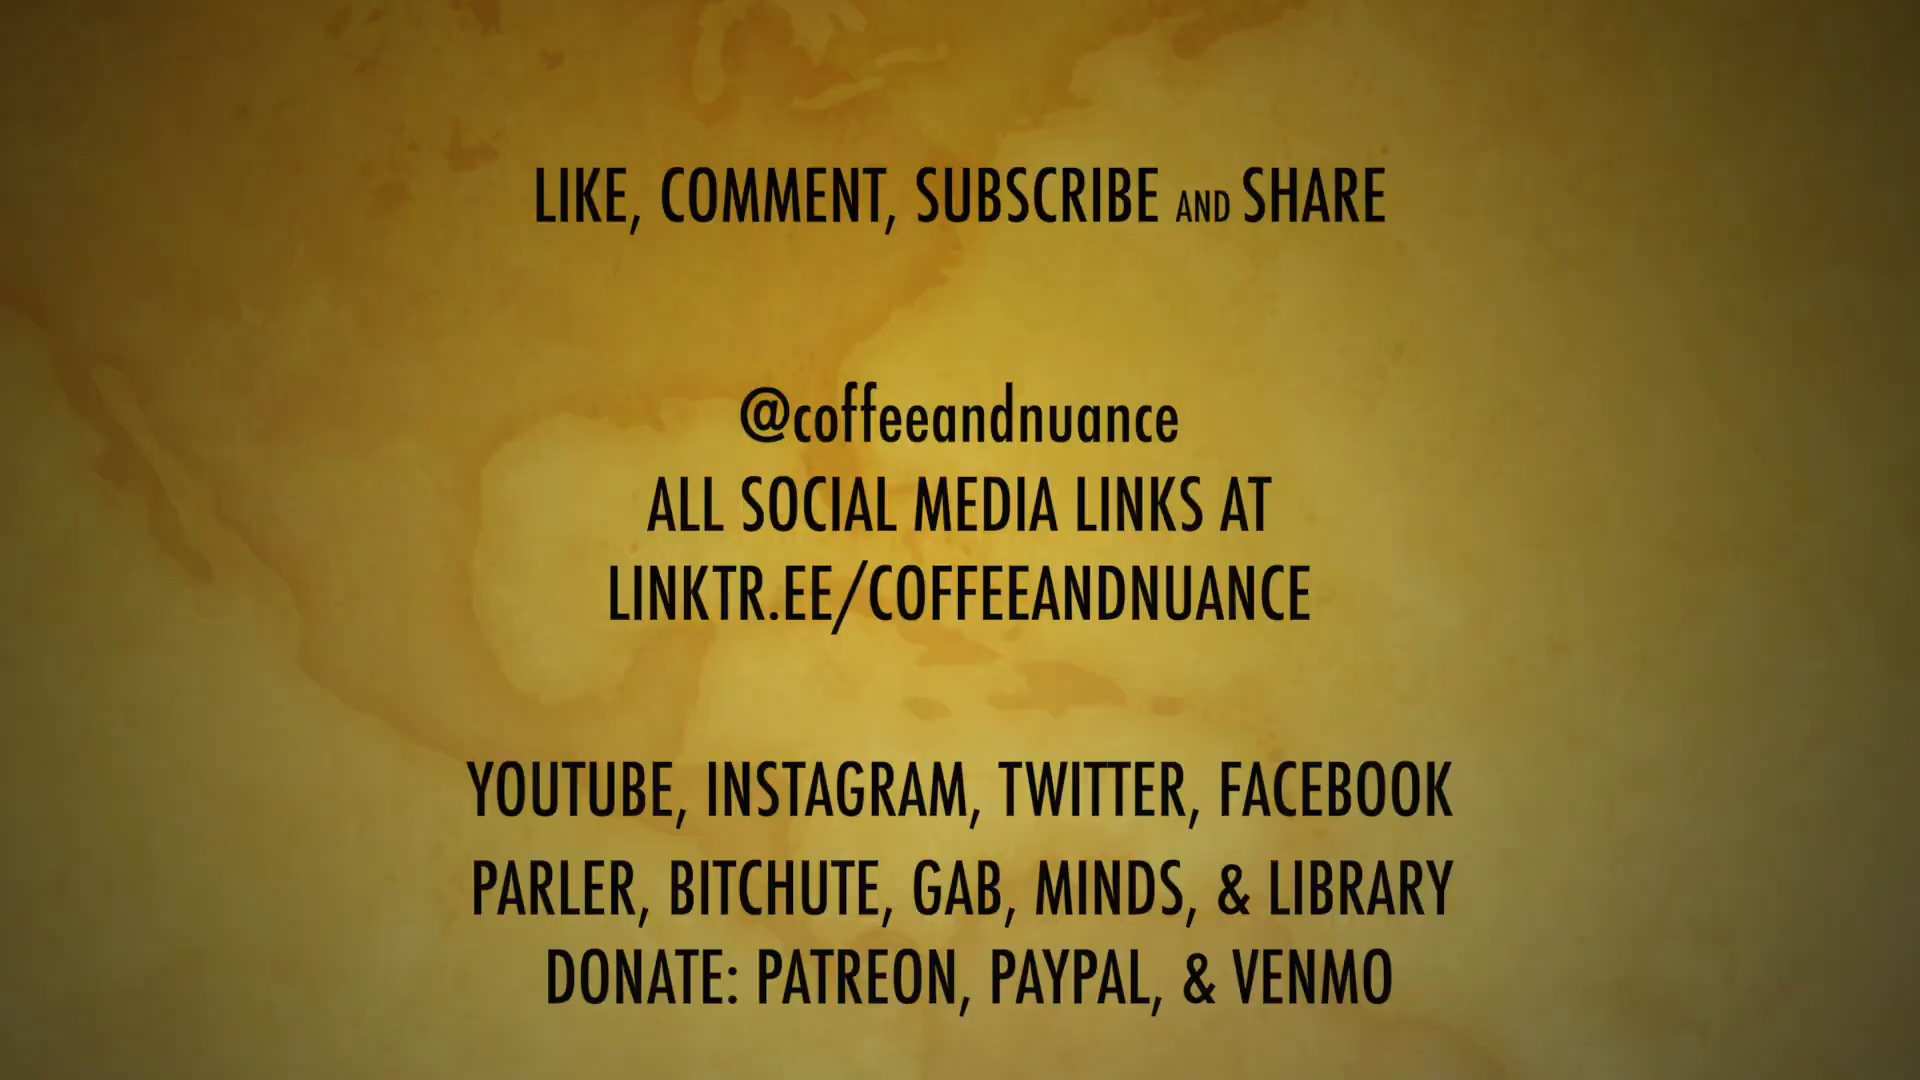 LIKE, COMMENT, SUBSCRIBE AND SHARE
@coffeeandnuance
ALL SOCIAL MEDIA LINKS AT
LINKTR.EE/COFFEEANDNUANCE
YOUTUBE, INSTAGRAM, TWITTER, FACEBOOK
PARLER, BITCHUTE, GAB, MINDS, & LIBRARY
DONATE: PATREON, PAYPAL, & VENMO